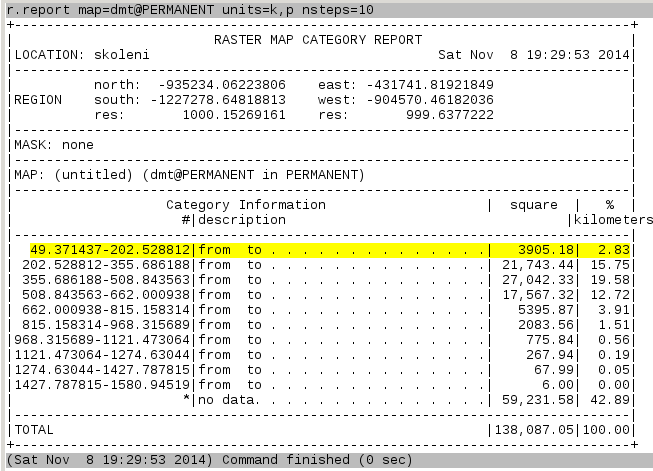 r.report map=dmt@PERMANENT units=k,p nsteps=10
+-----------------------------------------------------------------------------+
|                         RASTER MAP CATEGORY REPORT                          |
|LOCATION: skoleni                                    Sat Nov  8 19:29:53 2014|
|-----------------------------------------------------------------------------|
|          north:  -935234.06223806    east: -431741.81921849                 |
|REGION    south: -1227278.64818813    west: -904570.46182036                 |
|          res:       1000.15269161    res:       999.6377222                 |
|-----------------------------------------------------------------------------|
|MASK: none                                                                   |
|-----------------------------------------------------------------------------|
|MAP: (untitled) (dmt@PERMANENT in PERMANENT)                                 |
|-----------------------------------------------------------------------------|
|                   Category Information                    |  square  |   %  |
|                     #|description                                   |kilometers|
|-----------------------------------------------------------------------------|
|  49.371437-202.528812|from  to . . . . . . . . . . . . . .|   3905.18|  2.83|
| 202.528812-355.686188|from  to . . . . . . . . . . . . . .| 21,743.44| 15.75|
| 355.686188-508.843563|from  to . . . . . . . . . . . . . .| 27,042.33| 19.58|
| 508.843563-662.000938|from  to . . . . . . . . . . . . . .| 17,567.32| 12.72|
| 662.000938-815.158314|from  to . . . . . . . . . . . . . .|   5395.87|  3.91|
| 815.158314-968.315689|from  to . . . . . . . . . . . . . .|   2083.56|  1.51|
|968.315689-1121.473064|from  to . . . . . . . . . . . . . .|    775.84|  0.56|
|1121.473064-1274.63044|from  to . . . . . . . . . . . . . .|    267.94|  0.19|
|1274.63044-1427.787815|from  to . . . . . . . . . . . . . .|     67.99|  0.05|
|1427.787815-1580.94519|from  to . . . . . . . . . . . . . .|      6.00|  0.00|
|                     *|no data. . . . . . . . . . . . . . .| 59,231.58| 42.89|
|-----------------------------------------------------------------------------|
|TOTAL                                                      |138,087.05|100.00|
+-----------------------------------------------------------------------------+
(Sat Nov  8 19:29:53 2014) Command finished (0 sec)